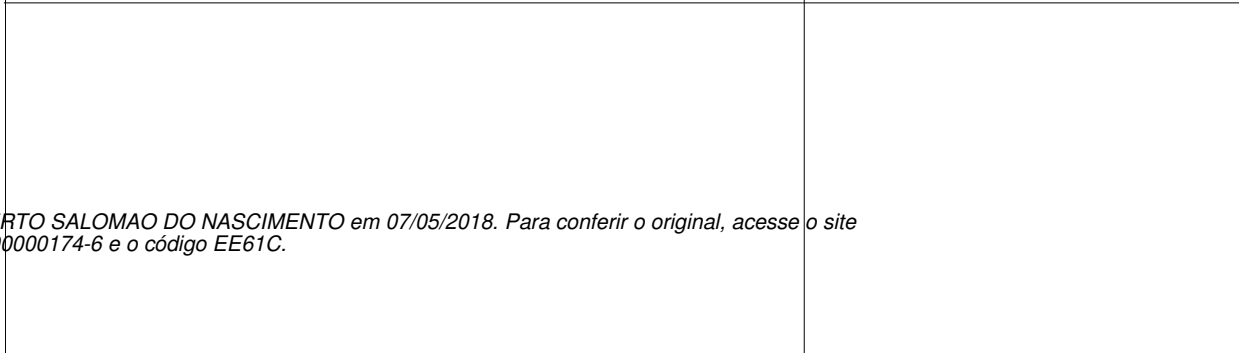 RTO SALOMAO DO NASCIMENTO em 07/05/2018. Para conferir o original, acesse o site
0000174-6 e o código EE61C.